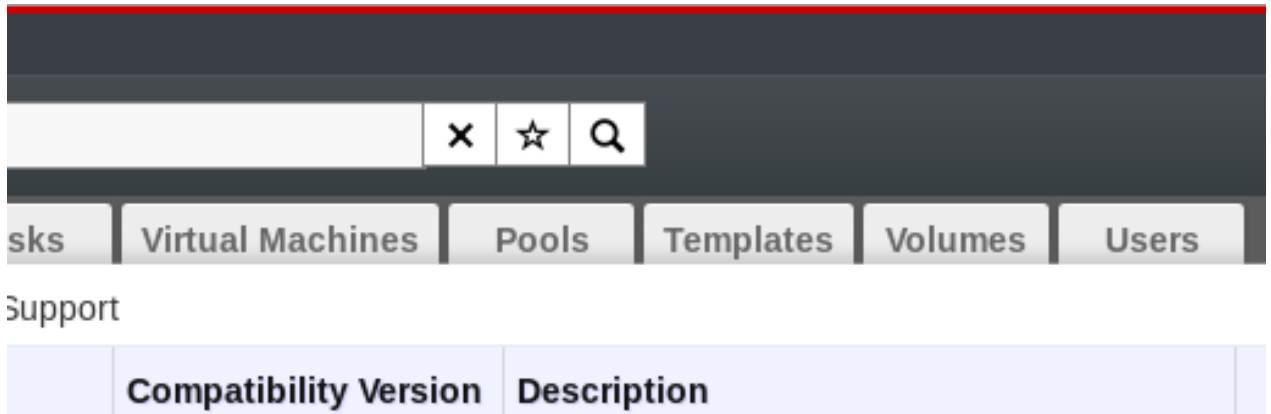 sks Virtual Machines Pools Templates Volumes Users
Support
Compatibility Version Description